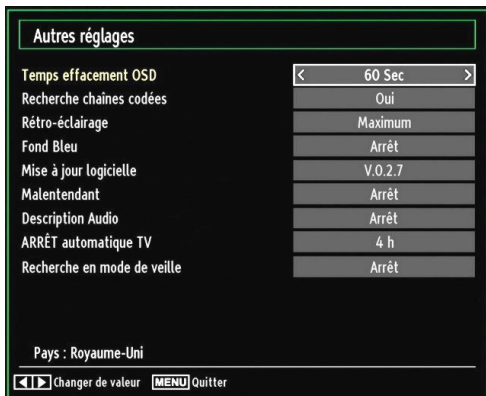 Autres réglages
Temps effacement OSD < 60 Sec >
Recherche chaînes codées Oui
Rétro-éclairage Maximum
Fond Bleu Arrêt
Mise à jour logicielle V.0.2.7
Malentendant Arrêt
Description Audio Arrêt
ARRÊT automatique TV 4 h
Recherche en mode de veille Arrêt
Pays : Royaume-Uni
Changer de valeur MENU Quitter